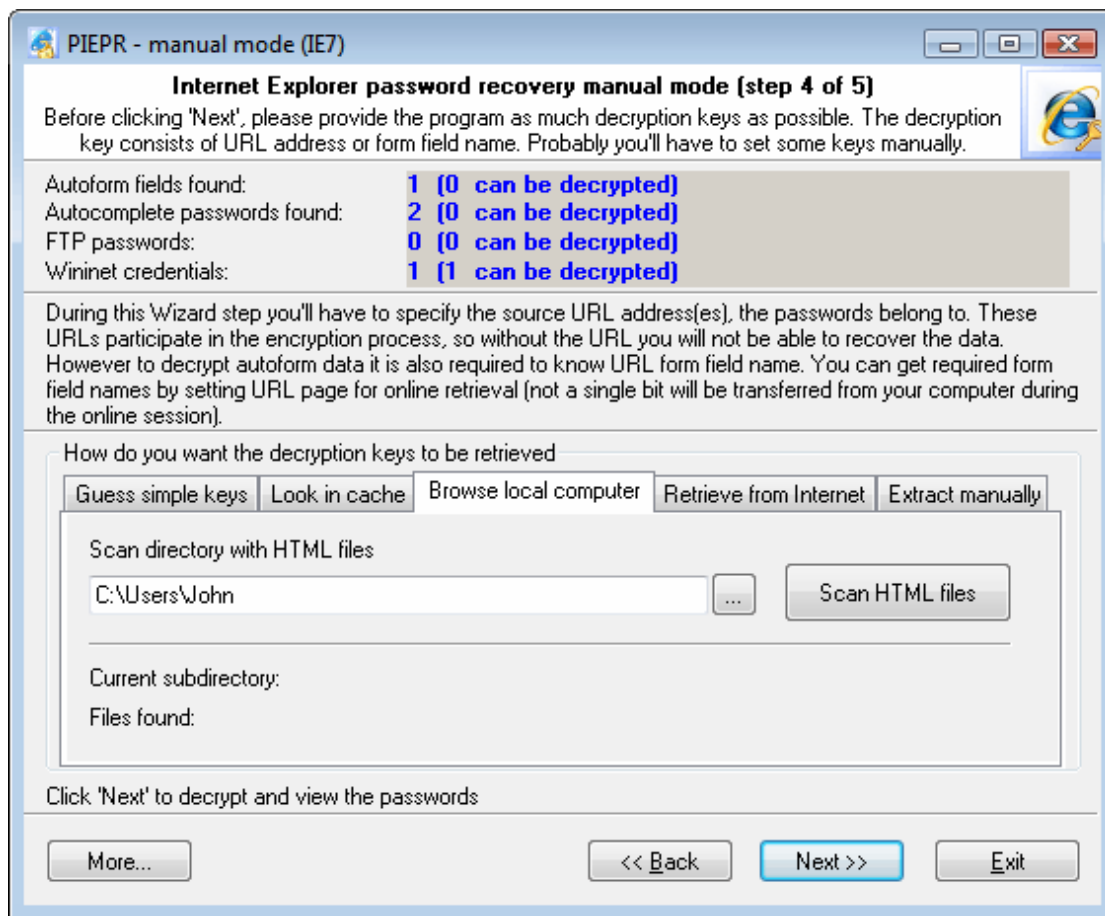 PIEPR - manual mode (IE7)
Internet Explorer password recovery manual mode (step 4 of 5)
Before clicking 'Next', please provide the program as much decryption keys as possible. The decryption
key consists of URL address or form field name. Probably you'll have to set some keys manually.
Autoform fields found: 1 (0 can be decrypted)
Autocomplete passwords found: 2 (0 can be decrypted)
FTP passwords: 0 (0 can be decrypted)
Wininet credentials: 1 (1 can be decrypted)
During this Wizard step you'll have to specify the source URL address(es), the passwords belong to. These
URLs participate in the encryption process, so without the URL you will not be able to recover the data.
However to decrypt autoform data it is also required to know URL form field name. You can get required form
field names by setting URL page for online retrieval (not a single bit will be transferred from your computer during
the online session).
How do you want the decryption keys to be retrieved
Guess simple keys Look in cache Browse local computer Retrieve from Internet Extract manually
Scan directory with HTML files
C:\Users\John ... Scan HTML files
Current subdirectory:
Files found:
Click 'Next' to decrypt and view the passwords
More... << Back Next >> Exit